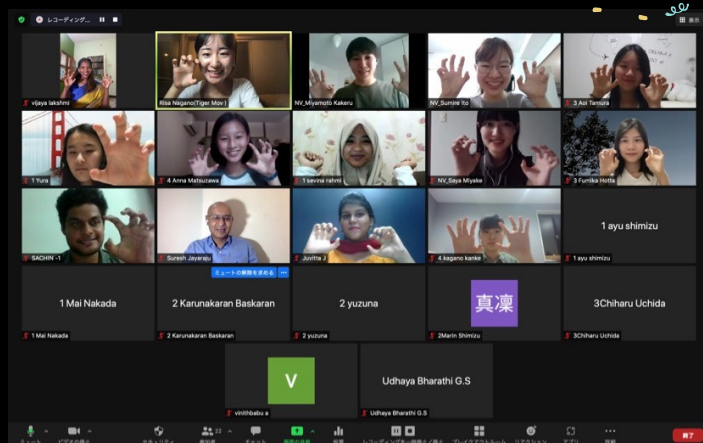 レコーディング...
表示
vijaya lakshmi
Risa Nagano(Tiger Mov )
NV_Miyamoto Kakeru
NV_Sumire Ito
3 Aoi Tamura
1 Yura
4 Anna Matsuzawa
1 sevina rahmi
NV_Saya Miyake
3 Fumika Hotta
SACHIN -1
Suresh Jayaraju
Juvitta J
4 kagano kanke
1 ayu shimizu
1 ayu shimizu
ミュートの解除を求める
1 Mai Nakada
2 Karunakaran Baskaran
2 yuzuna
真凜
3Chiharu Uchida
1 Mai Nakada
2 Karunakaran Baskaran
2 yuzuna
2Marin Shimizu
3Chiharu Uchida
V
Udhaya Bharathi G.S
vinithbabu a
Udhaya Bharathi G.S
22
終了